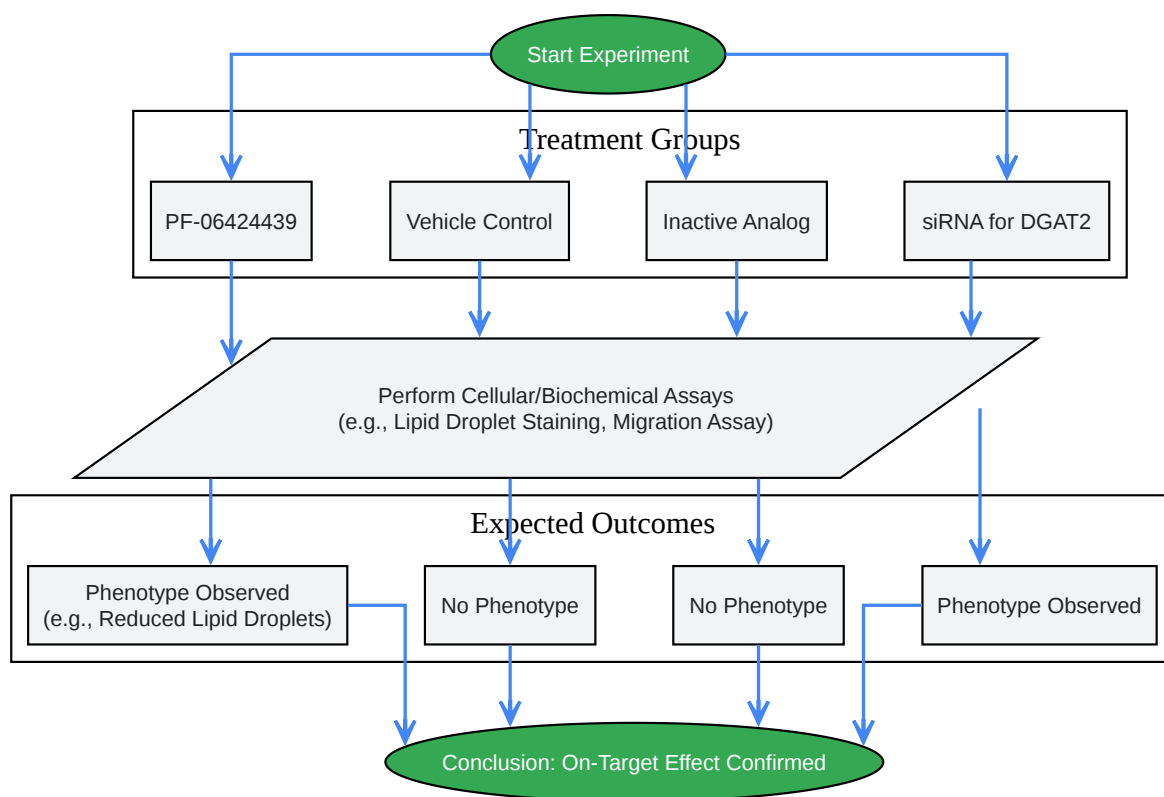 Start Experiment
Treatment Groups
PF-06424439
Vehicle Control
Inactive Analog
siRNA for DGAT2
Perform Cellular/Biochemical Assays
(e.g., Lipid Droplet Staining, Migration Assay)
Expected Outcomes
Phenotype Observed
(e.g., Reduced Lipid Droplets)
No Phenotype
No Phenotype
Phenotype Observed
Conclusion: On-Target Effect Confirmed